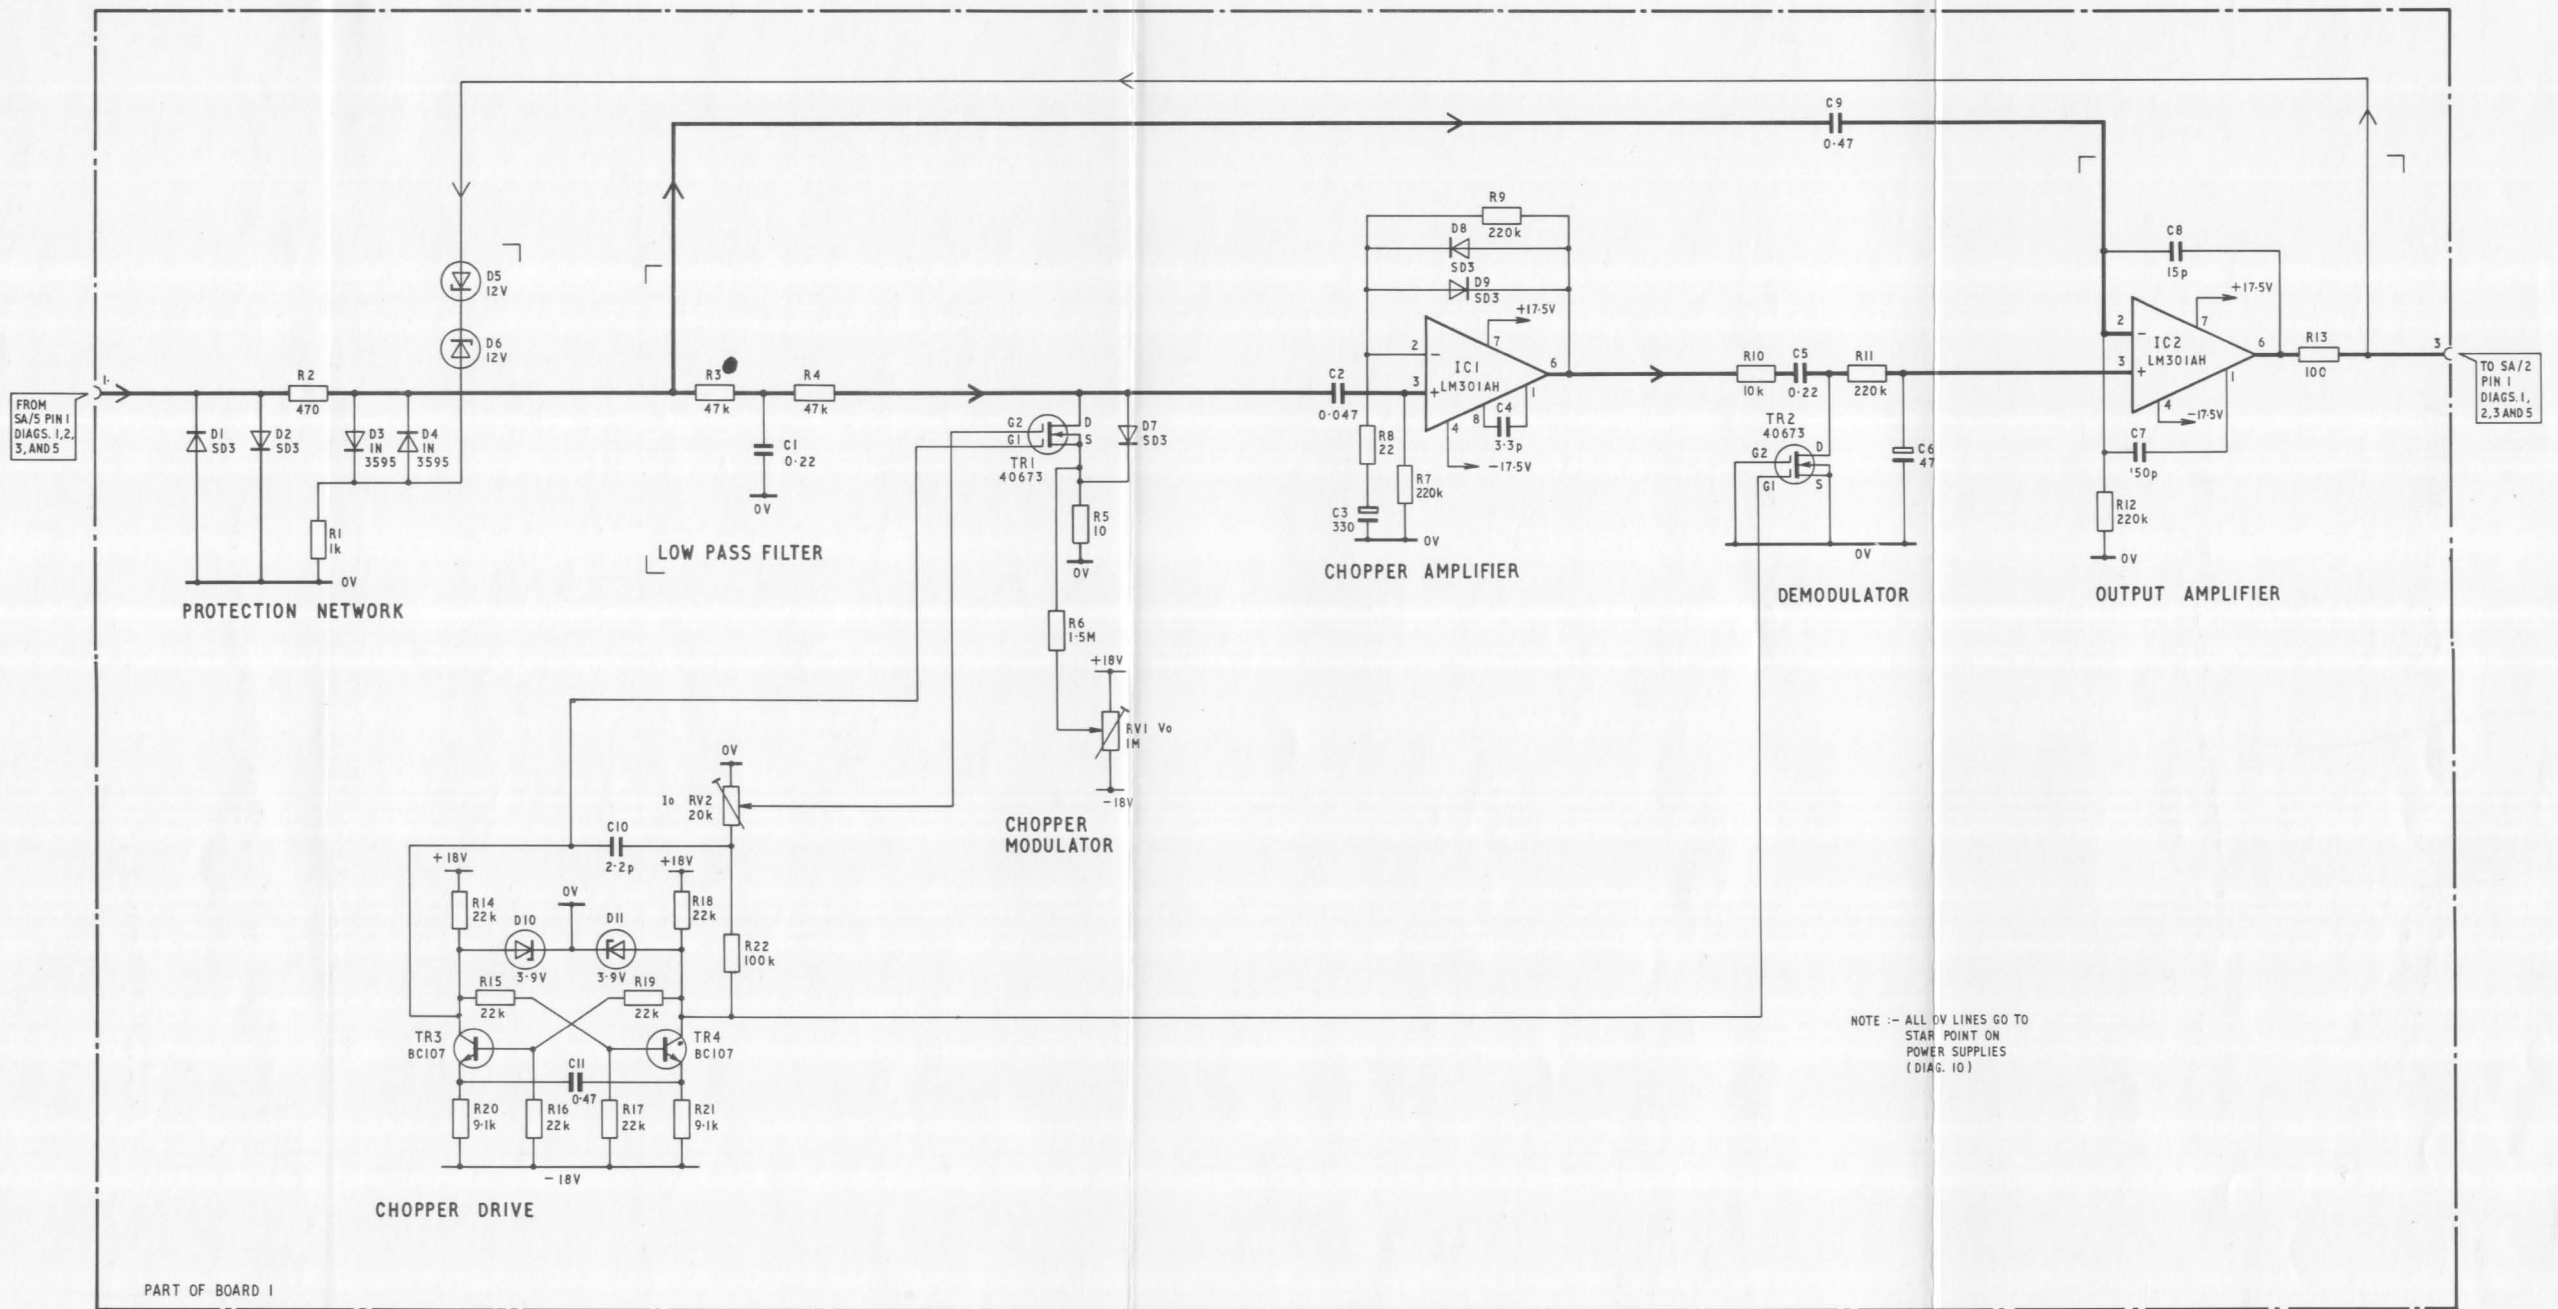 C9
0·47
R9
220k
D8
SD3
D9
SD3
C8
15p
+17·5V
+17·5V
D5
12V
D6
12V
1·
FROM
SA/5 PIN 1
DIAGS. 1,2,
3, AND 5
R2
470
D1
SD3
D2
SD3
D3
IN
3595
D4
IN
3595
R1
1k
0V
PROTECTION NETWORK
R3
47k
R4
47k
C1
0·22
0V
LOW PASS FILTER
G2
G1
D
S
TR1
40673
D7
SD3
R5
10
0V
R6
1·5M
+18V
RV1 Vo
1M
-18V
CHOPPER
MODULATOR
C2
0·047
2
-
3
+
IC1
LM301AH
7
6
1
8
4
C4
3·3p
-17·5V
R8
22
R7
220k
C3
330
0V
CHOPPER AMPLIFIER
R10
10k
C5
0·22
R11
220k
TR2
40673
G2
G1
D
S
C6
47
0V
DEMODULATOR
2
-
3
+
IC2
LM301AH
7
6
1
4
-17·5V
C7
150p
R12
220k
0V
OUTPUT AMPLIFIER
R13
100
3
TO SA/2
PIN 1
DIAGS. 1,
2,3 AND 5
0V
Io RV2
20k
C10
2·2p
+18V
+18V
R14
22k
0V
R18
22k
D10
3·9V
D11
3·9V
R22
100k
R15
22k
R19
22k
TR3
BC107
TR4
BC107
C11
0·47
R20
9·1k
R16
22k
R17
22k
R21
9·1k
-18V
CHOPPER DRIVE
NOTE :- ALL 0V LINES GO TO
STAR POINT ON
POWER SUPPLIES
(DIAG. 10)
PART OF BOARD 1